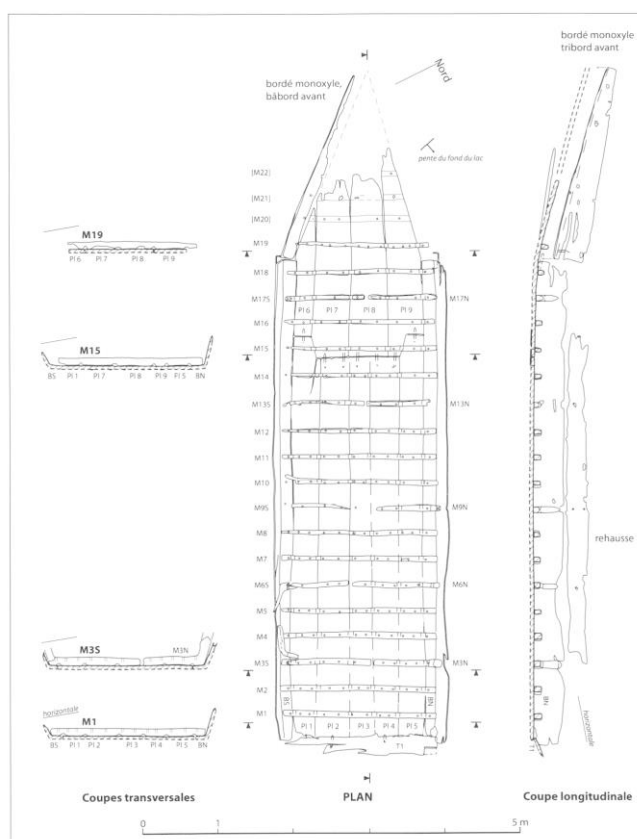 bordé monoxyle
tribord avant
Nord
bordé monoxyle,
bâbord avant
pente du fond du lac
[M22]
[M21]
[M20]
M19
M19
Pl 6 Pl 7 Pl 8 Pl 9
M18
M17S
M17N
Pl 6 Pl 7 Pl 8 Pl 9
M16
M15
M15
BS Pl 1 Pl 7 Pl 8 Pl 9 Pl 5 BN
M14
M13S
M13N
M12
M11
M10
M9S
M9N
M8
rehausse
M7
M6S
M6N
M5
M4
M3S
M3N
M3S
M3N
M2
BS
BN
BN
horizontale
horizontale
M1
M1
BS Pl 1 Pl 2 Pl 3 Pl 4 Pl 5 BN
Pl 1 Pl 2 Pl 3 Pl 4 Pl 5
T1
T1
Coupes transversales
PLAN
Coupe longitudinale
0 1 5 m